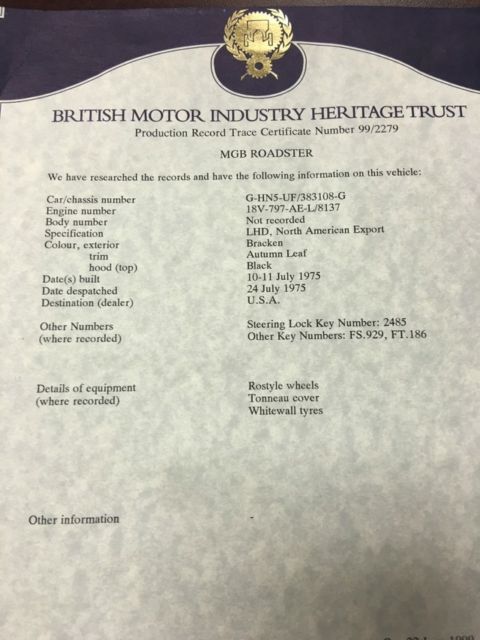 BRITISH MOTOR INDUSTRY HERITAGE TRUST
Production Record Trace Certificate Number 99/2279
MGB ROADSTER
We have researched the records and have the following information on this vehicle:
Car/chassis number G-HN5-UF/383108-G
Engine number 18V-797-AE-L/8137
Body number Not recorded
Specification LHD, North American Export
Colour, exterior Bracken
trim Autumn Leaf
hood (top) Black
Date(s) built 10-11 July 1975
Date despatched 24 July 1975
Destination (dealer) U.S.A.
Other Numbers Steering Lock Key Number: 2485
(where recorded) Other Key Numbers: FS.929, FT.186
Details of equipment Rostyle wheels
(where recorded) Tonneau cover
Whitewall tyres
Other information -